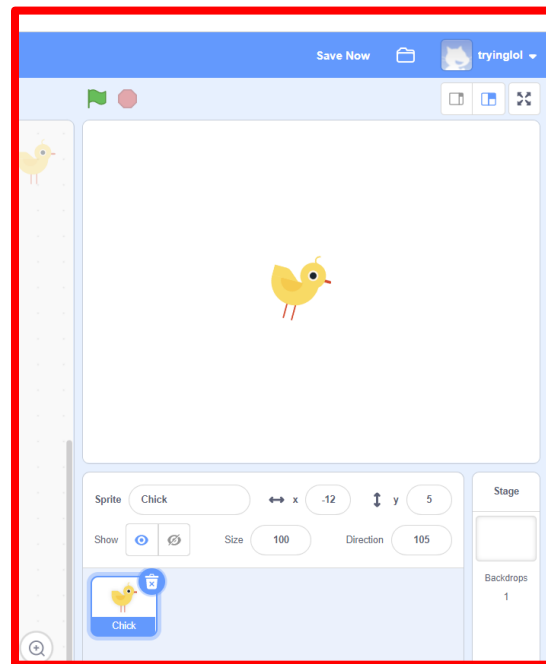 Save Now
tryinglol
Sprite Chick x -12 y 5
Stage
Show Size 100 Direction 105
Backdrops
1
Chick